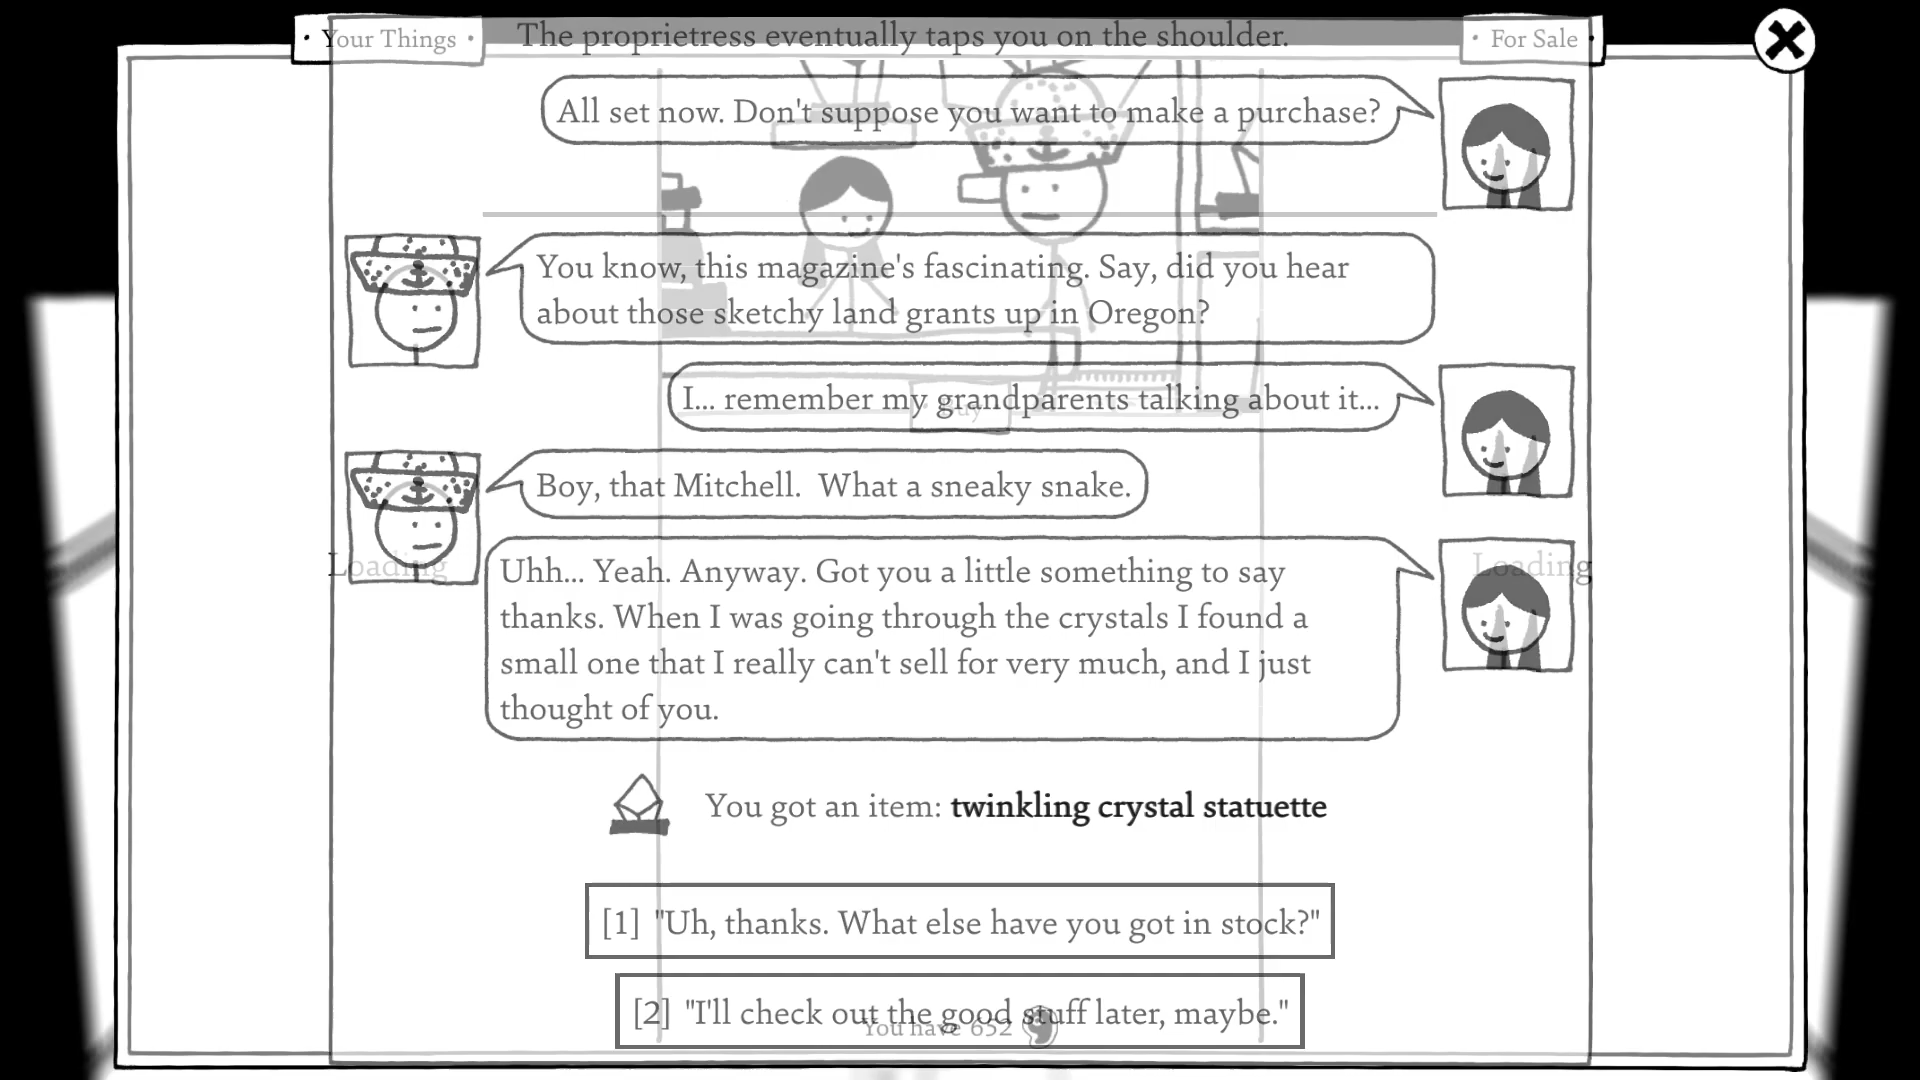 · Your Things ·
The proprietress eventually taps you on the shoulder.
· For Sale ·
All set now. Don't suppose you want to make a purchase?
You know, this magazine's fascinating. Say, did you hear
about those sketchy land grants up in Oregon?
I... remember my grandparents talking about it...
Boy, that Mitchell.  What a sneaky snake.
Loading
Loading
Uhh... Yeah. Anyway. Got you a little something to say
thanks. When I was going through the crystals I found a
small one that I really can't sell for very much, and I just
thought of you.
You got an item: twinkling crystal statuette
[1] "Uh, thanks. What else have you got in stock?"
[2] "I'll check out the good stuff later, maybe."
You have 652